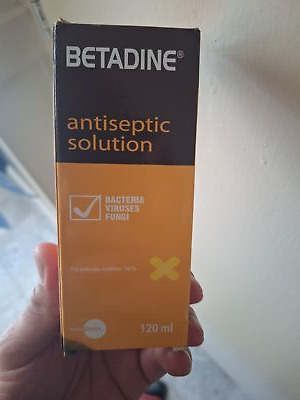 BETADINE®
antiseptic
solution
BACTERIA
VIRUSES
FUNGI
Povidone-iodine 10%
120 ml